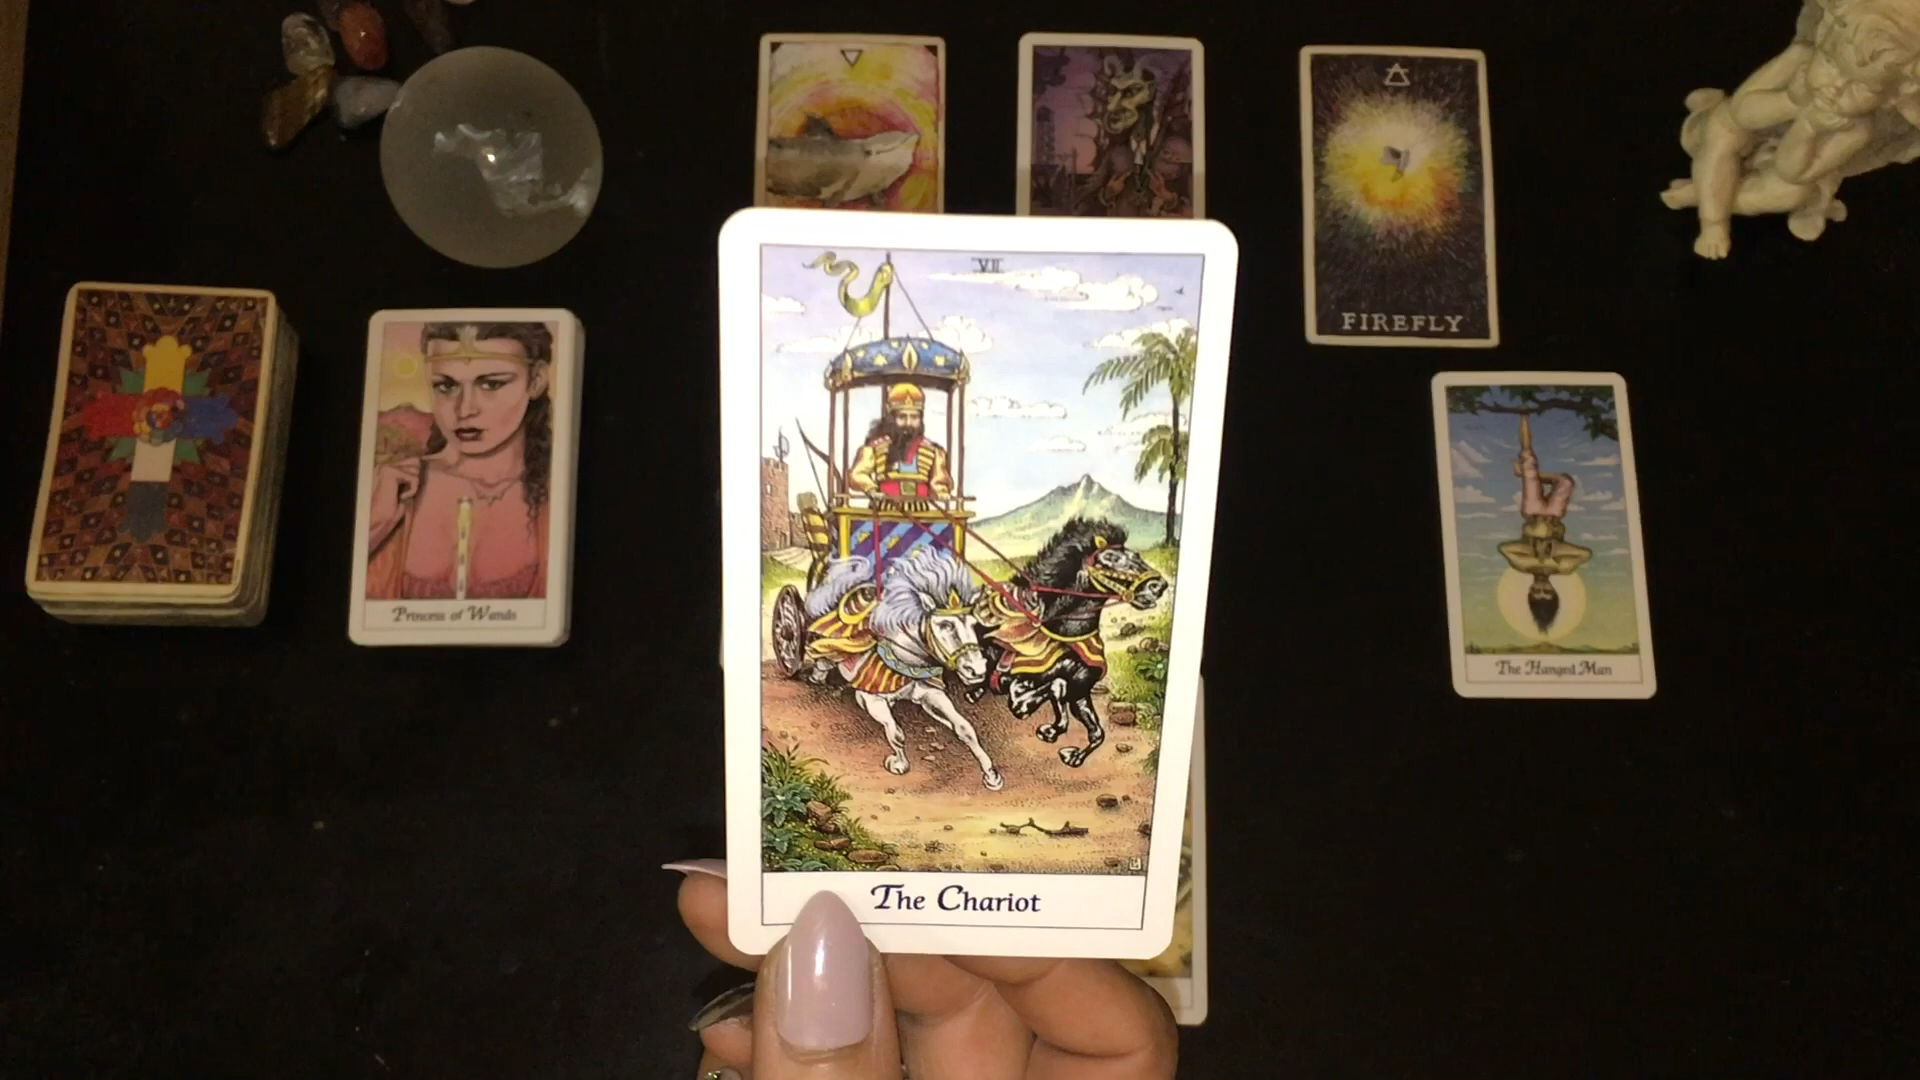 FIREFLY
VII
Princess of Wands
The Hanged Man
The Chariot